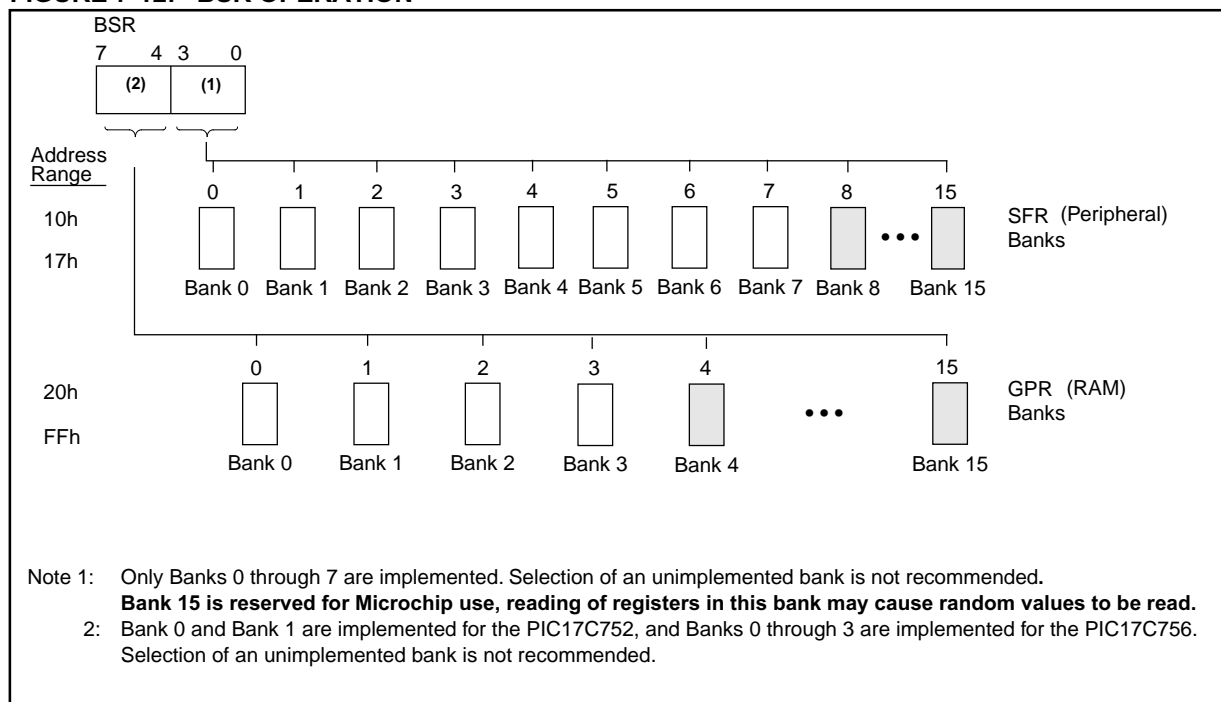 BSR
7 4 3 0
(2) (1)
Address
Range
0 1 2 3 4 5 6 7 8 15
10h
17h
SFR (Peripheral)
Banks
Bank 0 Bank 1 Bank 2 Bank 3 Bank 4 Bank 5 Bank 6 Bank 7 Bank 8 Bank 15
0 1 2 3 4 15
20h
FFh
GPR (RAM)
Banks
Bank 0 Bank 1 Bank 2 Bank 3 Bank 4 Bank 15
Note 1: Only Banks 0 through 7 are implemented. Selection of an unimplemented bank is not recommended.
Bank 15 is reserved for Microchip use, reading of registers in this bank may cause random values to be read.
2: Bank 0 and Bank 1 are implemented for the PIC17C752, and Banks 0 through 3 are implemented for the PIC17C756.
Selection of an unimplemented bank is not recommended.